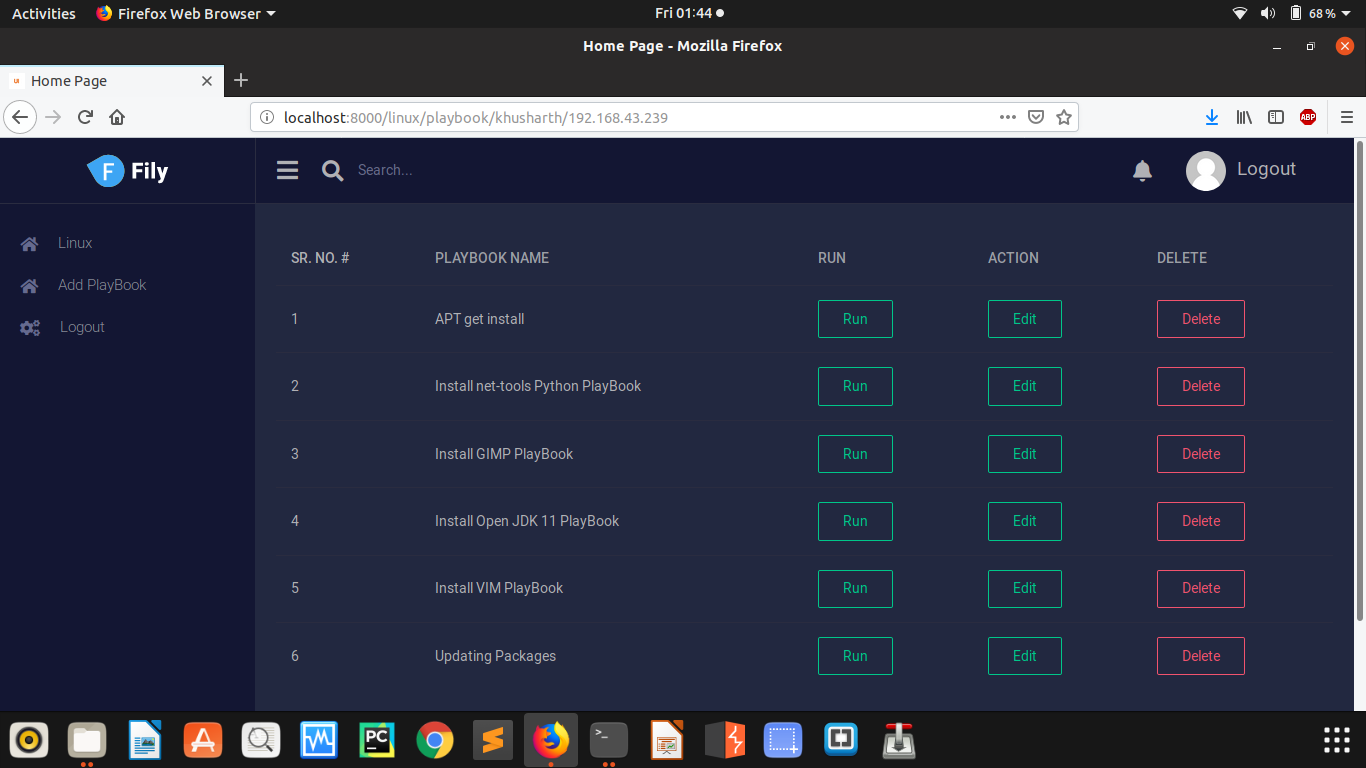 Activities Firefox Web Browser Fri 01:44 68 %
Home Page - Mozilla Firefox
UI Home Page
localhost:8000/linux/playbook/khusharth/192.168.43.239 ABP
F Fily Search... Logout
Linux
Add PlayBook
Logout
SR. NO. # PLAYBOOK NAME RUN ACTION DELETE
1 APT get install Run Edit Delete
2 Install net-tools Python PlayBook Run Edit Delete
3 Install GIMP PlayBook Run Edit Delete
4 Install Open JDK 11 PlayBook Run Edit Delete
5 Install VIM PlayBook Run Edit Delete
6 Updating Packages Run Edit Delete
PC >_